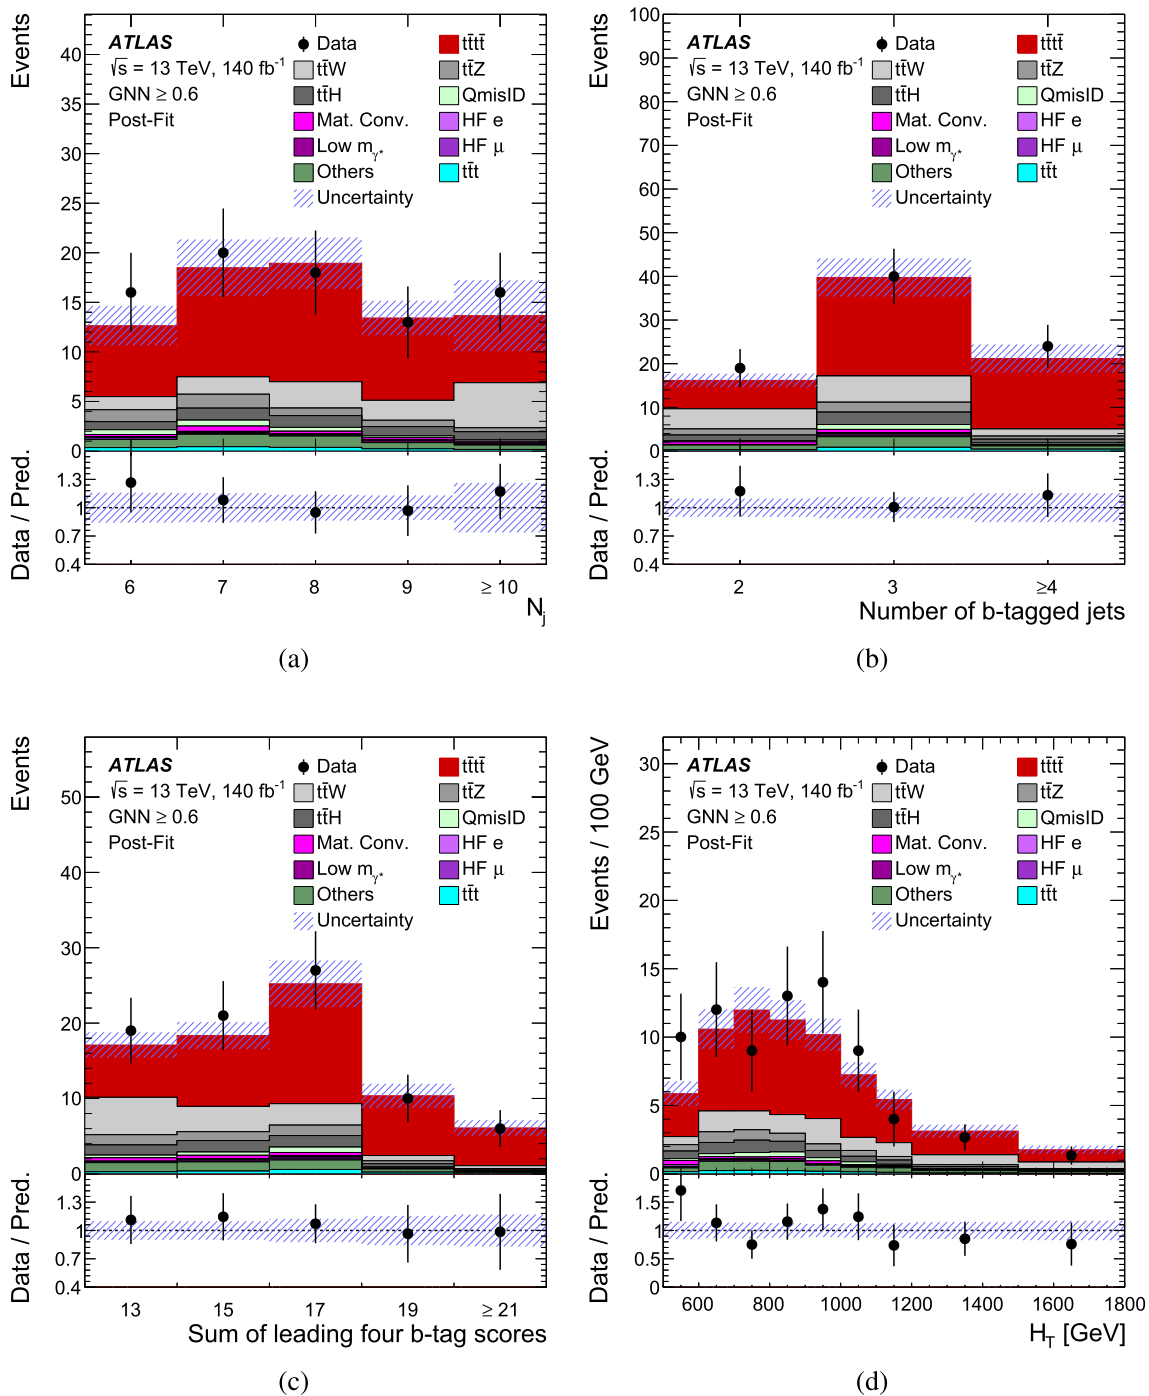 Events
ATLAS
√s = 13 TeV, 140 fb⁻¹
GNN ≥ 0.6
Post-Fit
Data
tt̄tt̄
tt̄W
tt̄Z
tt̄H
QmisID
Mat. Conv.
HF e
Low m_γ*
HF μ
Others
tt̄t
Uncertainty
40
35
30
25
20
15
10
5
0
Data / Pred.
1.3
1
0.7
0.4
6 7 8 9 ≥ 10
N_j
(a)
Events
ATLAS
√s = 13 TeV, 140 fb⁻¹
GNN ≥ 0.6
Post-Fit
Data
tt̄tt̄
tt̄W
tt̄Z
tt̄H
QmisID
Mat. Conv.
HF e
Low m_γ*
HF μ
Others
tt̄t
Uncertainty
100
90
80
70
60
50
40
30
20
10
0
Data / Pred.
1.3
1
0.7
0.4
2 3 ≥4
Number of b-tagged jets
(b)
Events
ATLAS
√s = 13 TeV, 140 fb⁻¹
GNN ≥ 0.6
Post-Fit
Data
tt̄tt̄
tt̄W
tt̄Z
tt̄H
QmisID
Mat. Conv.
HF e
Low m_γ*
HF μ
Others
tt̄t
Uncertainty
50
40
30
20
10
0
Data / Pred.
1.3
1
0.7
0.4
13 15 17 19 ≥ 21
Sum of leading four b-tag scores
(c)
Events / 100 GeV
ATLAS
√s = 13 TeV, 140 fb⁻¹
GNN ≥ 0.6
Post-Fit
Data
tt̄tt̄
tt̄W
tt̄Z
tt̄H
QmisID
Mat. Conv.
HF e
Low m_γ*
HF μ
Others
tt̄t
Uncertainty
30
25
20
15
10
5
0
Data / Pred.
1.5
1
0.5
0
600 800 1000 1200 1400 1600 1800
H_T [GeV]
(d)